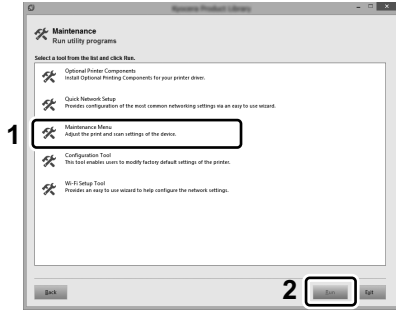 Kyocera Product Library
Maintenance
Run utility programs
Select a tool from the list and click Run.
Optional Printer Components
Install Optional Printing Components for your printer driver.
Quick Network Setup
Provides configuration of the most common networking settings via an easy to use wizard.
1
Maintenance Menu
Adjust the print and scan settings of the device.
Configuration Tool
This tool enables users to modify factory default settings of the printer.
Wi-Fi Setup Tool
Provides an easy to use wizard to help configure the network settings.
Back
2
Run
Exit